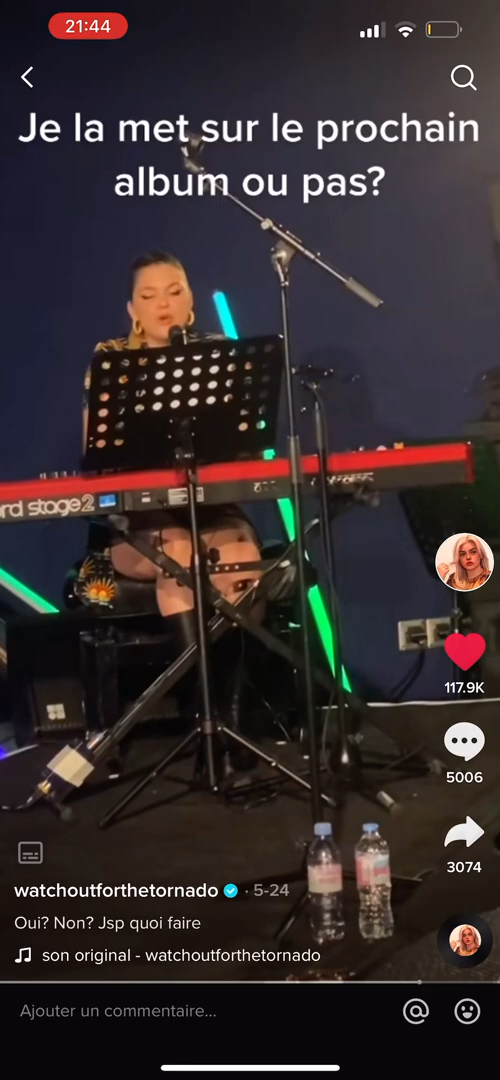 21:44
Je la met sur le prochain
album ou pas?
rd stage2
117.9K
5006
3074
watchoutforthetornado · 5-24
Oui? Non? Jsp quoi faire
son original - watchoutforthetornado
Ajouter un commentaire...